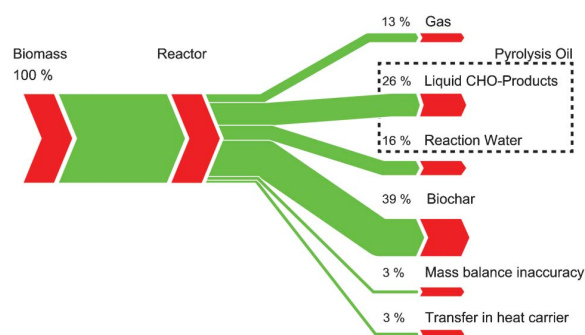 13 % Gas
Biomass Reactor Pyrolysis Oil
100 %
26 % Liquid CHO-Products
16 % Reaction Water
39 % Biochar
3 % Mass balance inaccuracy
3 % Transfer in heat carrier